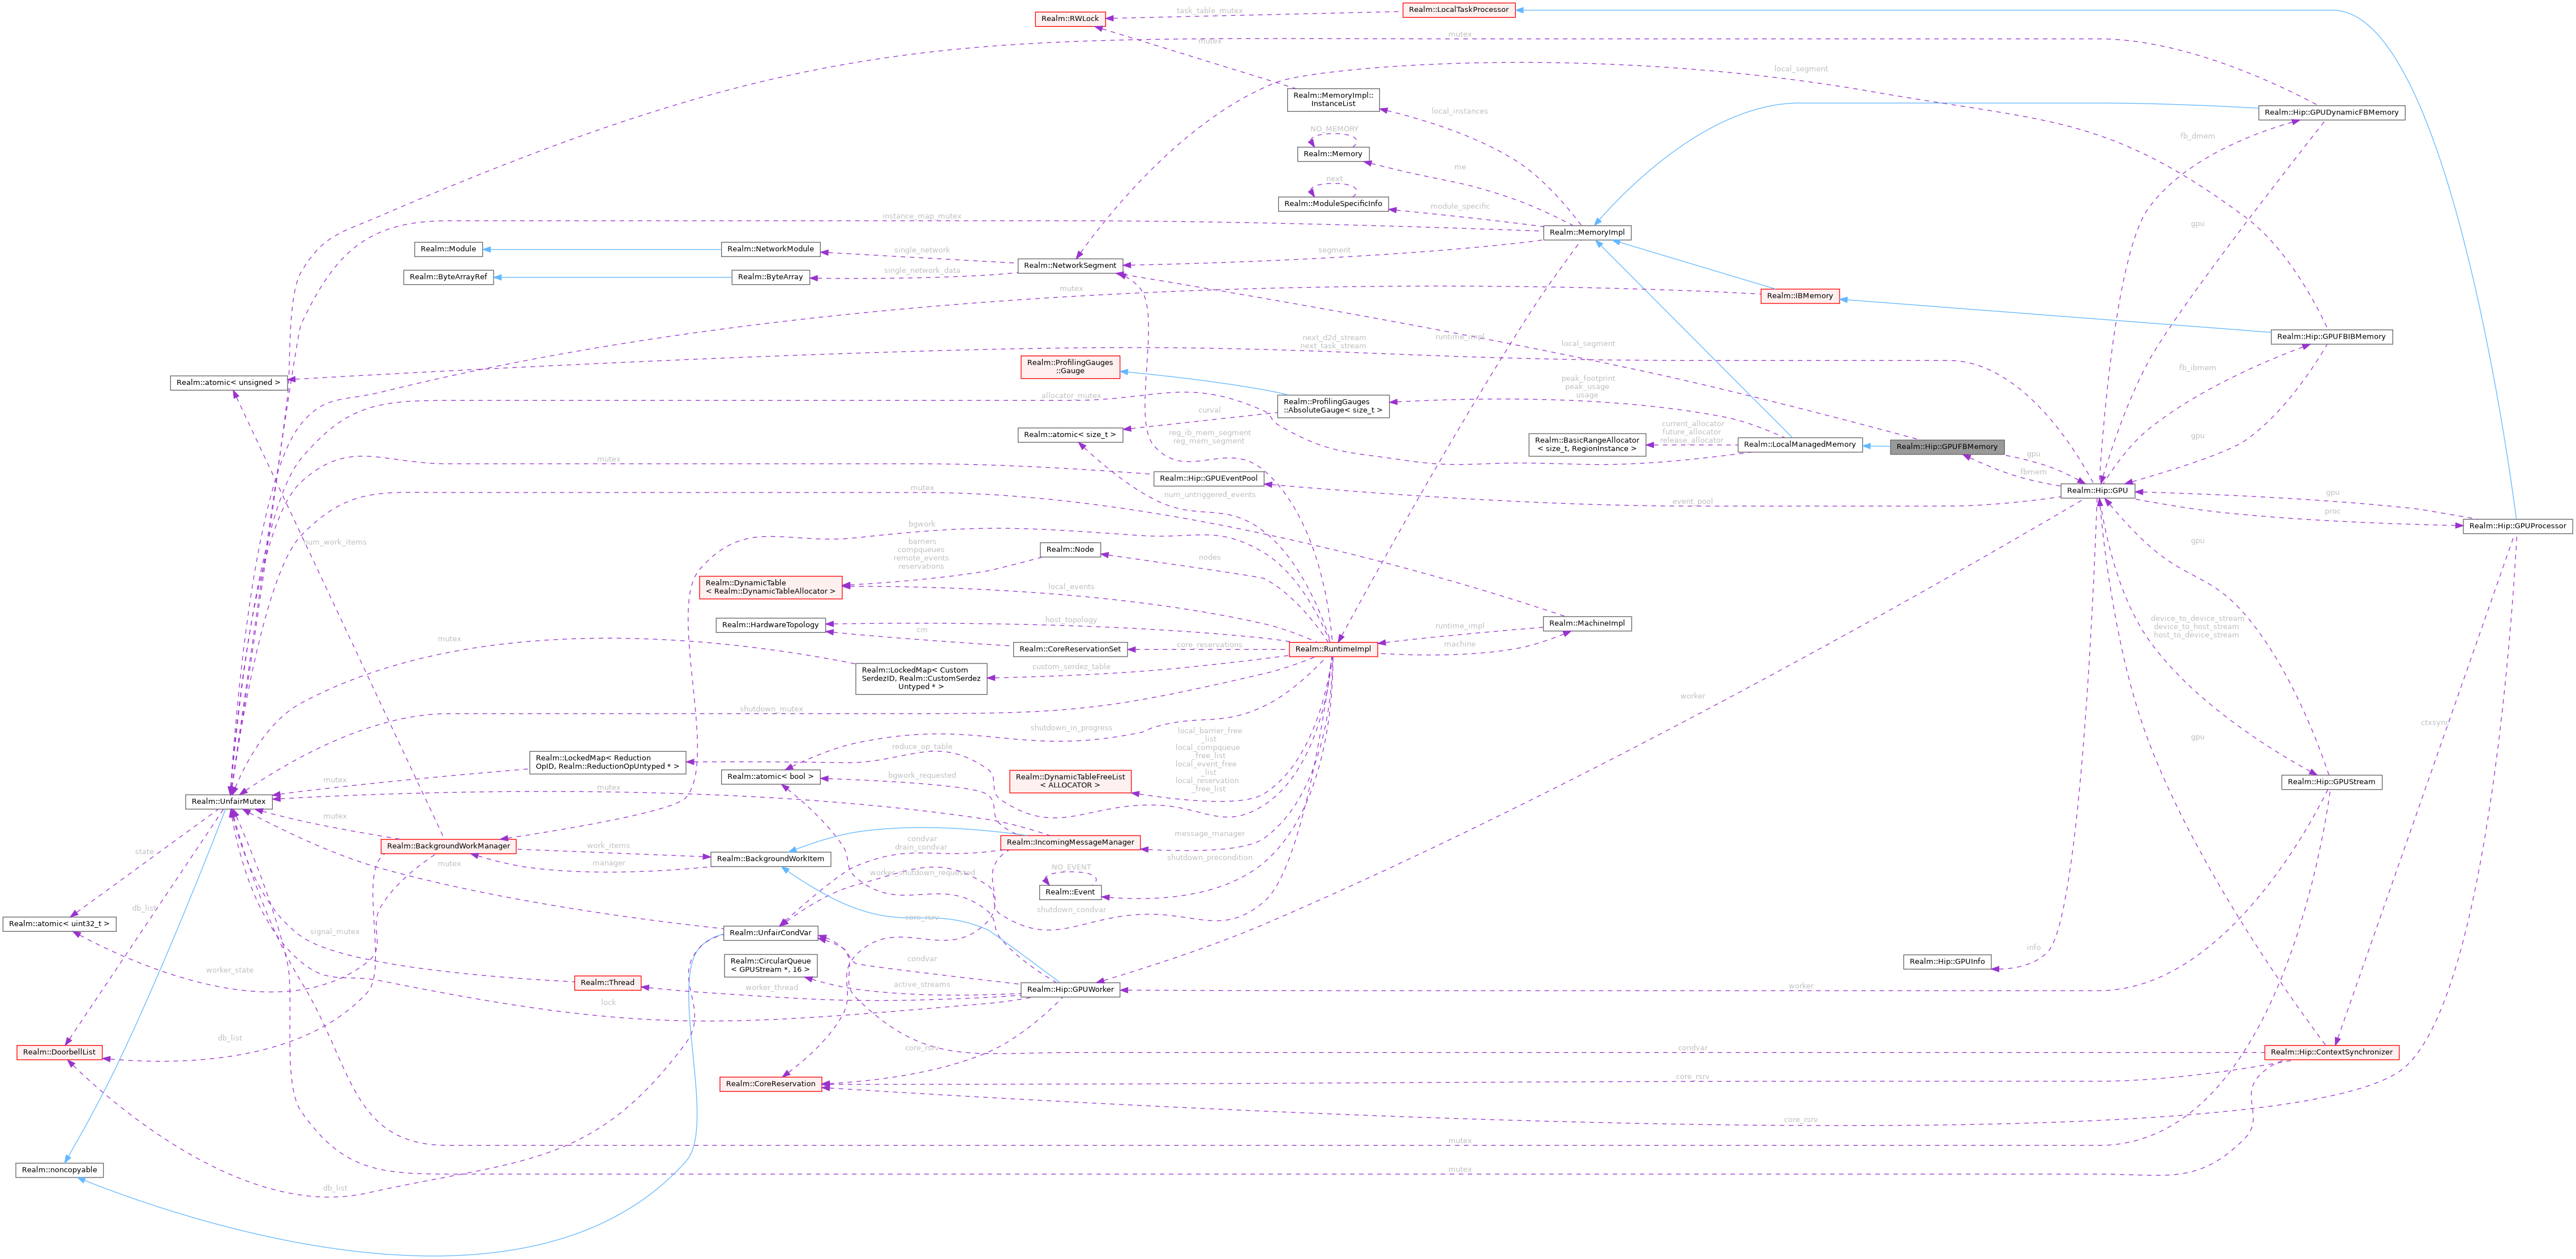 Realm::LocalTaskProcessor
task_table_mutex
Realm::RWLock
mutex
mutex
local_segment
Realm::MemoryImpl::
InstanceList
local_instances
Realm::Hip::GPUDynamicFBMemory
NO_MEMORY
fb_dmem
Realm::Memory
me
next
Realm::ModuleSpecificInfo
module_specific
instance_map_mutex
gpu
Realm::MemoryImpl
Realm::Module
Realm::NetworkModule
single_network
segment
Realm::NetworkSegment
Realm::ByteArrayRef
Realm::ByteArray
single_network_data
mutex
Realm::IBMemory
next_d2d_stream
next_task_stream
runtime_impl
local_segment
Realm::Hip::GPUFBIBMemory
Realm::ProfilingGauges
::Gauge
fb_ibmem
Realm::atomic< unsigned >
peak_footprint
peak_usage
usage
allocator_mutex
Realm::ProfilingGauges
::AbsoluteGauge< size_t >
curval
current_allocator
future_allocator
release_allocator
Realm::atomic< size_t >
reg_ib_mem_segment
reg_mem_segment
Realm::BasicRangeAllocator
< size_t, RegionInstance >
Realm::LocalManagedMemory
Realm::Hip::GPUFBMemory
gpu
gpu
mutex
fbmem
Realm::Hip::GPUEventPool
mutex
num_untriggered_events
event_pool
Realm::Hip::GPU
gpu
proc
bgwork
Realm::Hip::GPUProcessor
num_work_items
barriers
compqueues
remote_events
reservations
Realm::Node
nodes
gpu
Realm::DynamicTable
< Realm::DynamicTableAllocator >
local_events
Realm::HardwareTopology
host_topology
cm
runtime_impl
Realm::MachineImpl
device_to_device_stream
device_to_host_stream
host_to_device_stream
mutex
Realm::CoreReservationSet
core_reservations
Realm::RuntimeImpl
machine
Realm::LockedMap< Custom
SerdezID, Realm::CustomSerdez
Untyped * >
custom_serdez_table
worker
shutdown_mutex
shutdown_in_progress
ctxsync
gpu
Realm::LockedMap< Reduction
OpID, Realm::ReductionOpUntyped * >
reduce_op_table
local_barrier_free
_list
local_compqueue
_free_list
local_event_free
_list
local_reservation
_free_list
mutex
Realm::atomic< bool >
bgwork_requested
Realm::DynamicTableFreeList
< ALLOCATOR >
Realm::Hip::GPUStream
mutex
Realm::UnfairMutex
mutex
message_manager
state
Realm::BackgroundWorkManager
work_items
condvar
drain_condvar
Realm::IncomingMessageManager
mutex
manager
Realm::BackgroundWorkItem
shutdown_precondition
NO_EVENT
worker_shutdown_requested
Realm::Event
db_list
core_rsrv
shutdown_condvar
Realm::atomic< uint32_t >
signal_mutex
Realm::UnfairCondVar
info
worker_state
condvar
Realm::CircularQueue
< GPUStream *, 16 >
Realm::Hip::GPUInfo
Realm::Thread
worker_thread
active_streams
Realm::Hip::GPUWorker
worker
lock
db_list
core_rsrv
condvar
Realm::DoorbellList
Realm::Hip::ContextSynchronizer
Realm::CoreReservation
core_rsrv
core_rsrv
mutex
Realm::noncopyable
mutex
db_list